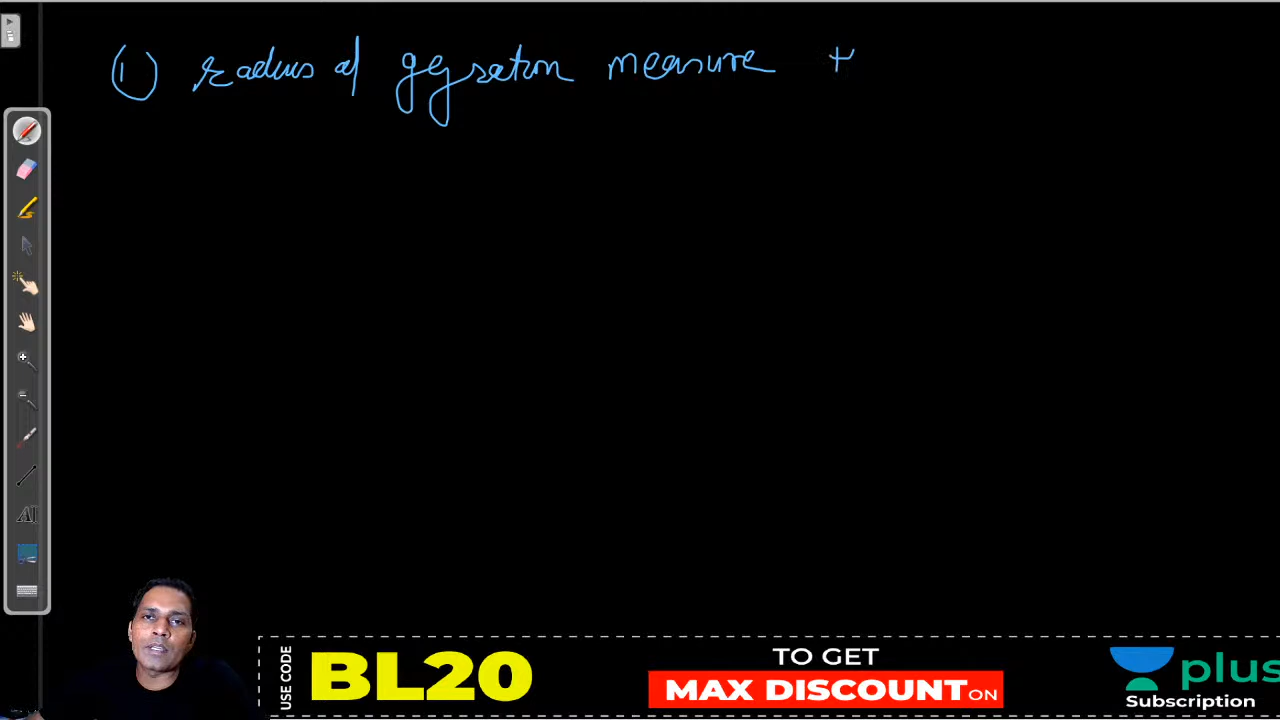 ① radius of gyration measure t
USE CODE
BL20
TO GET
MAX DISCOUNT ON
plus
Subscription